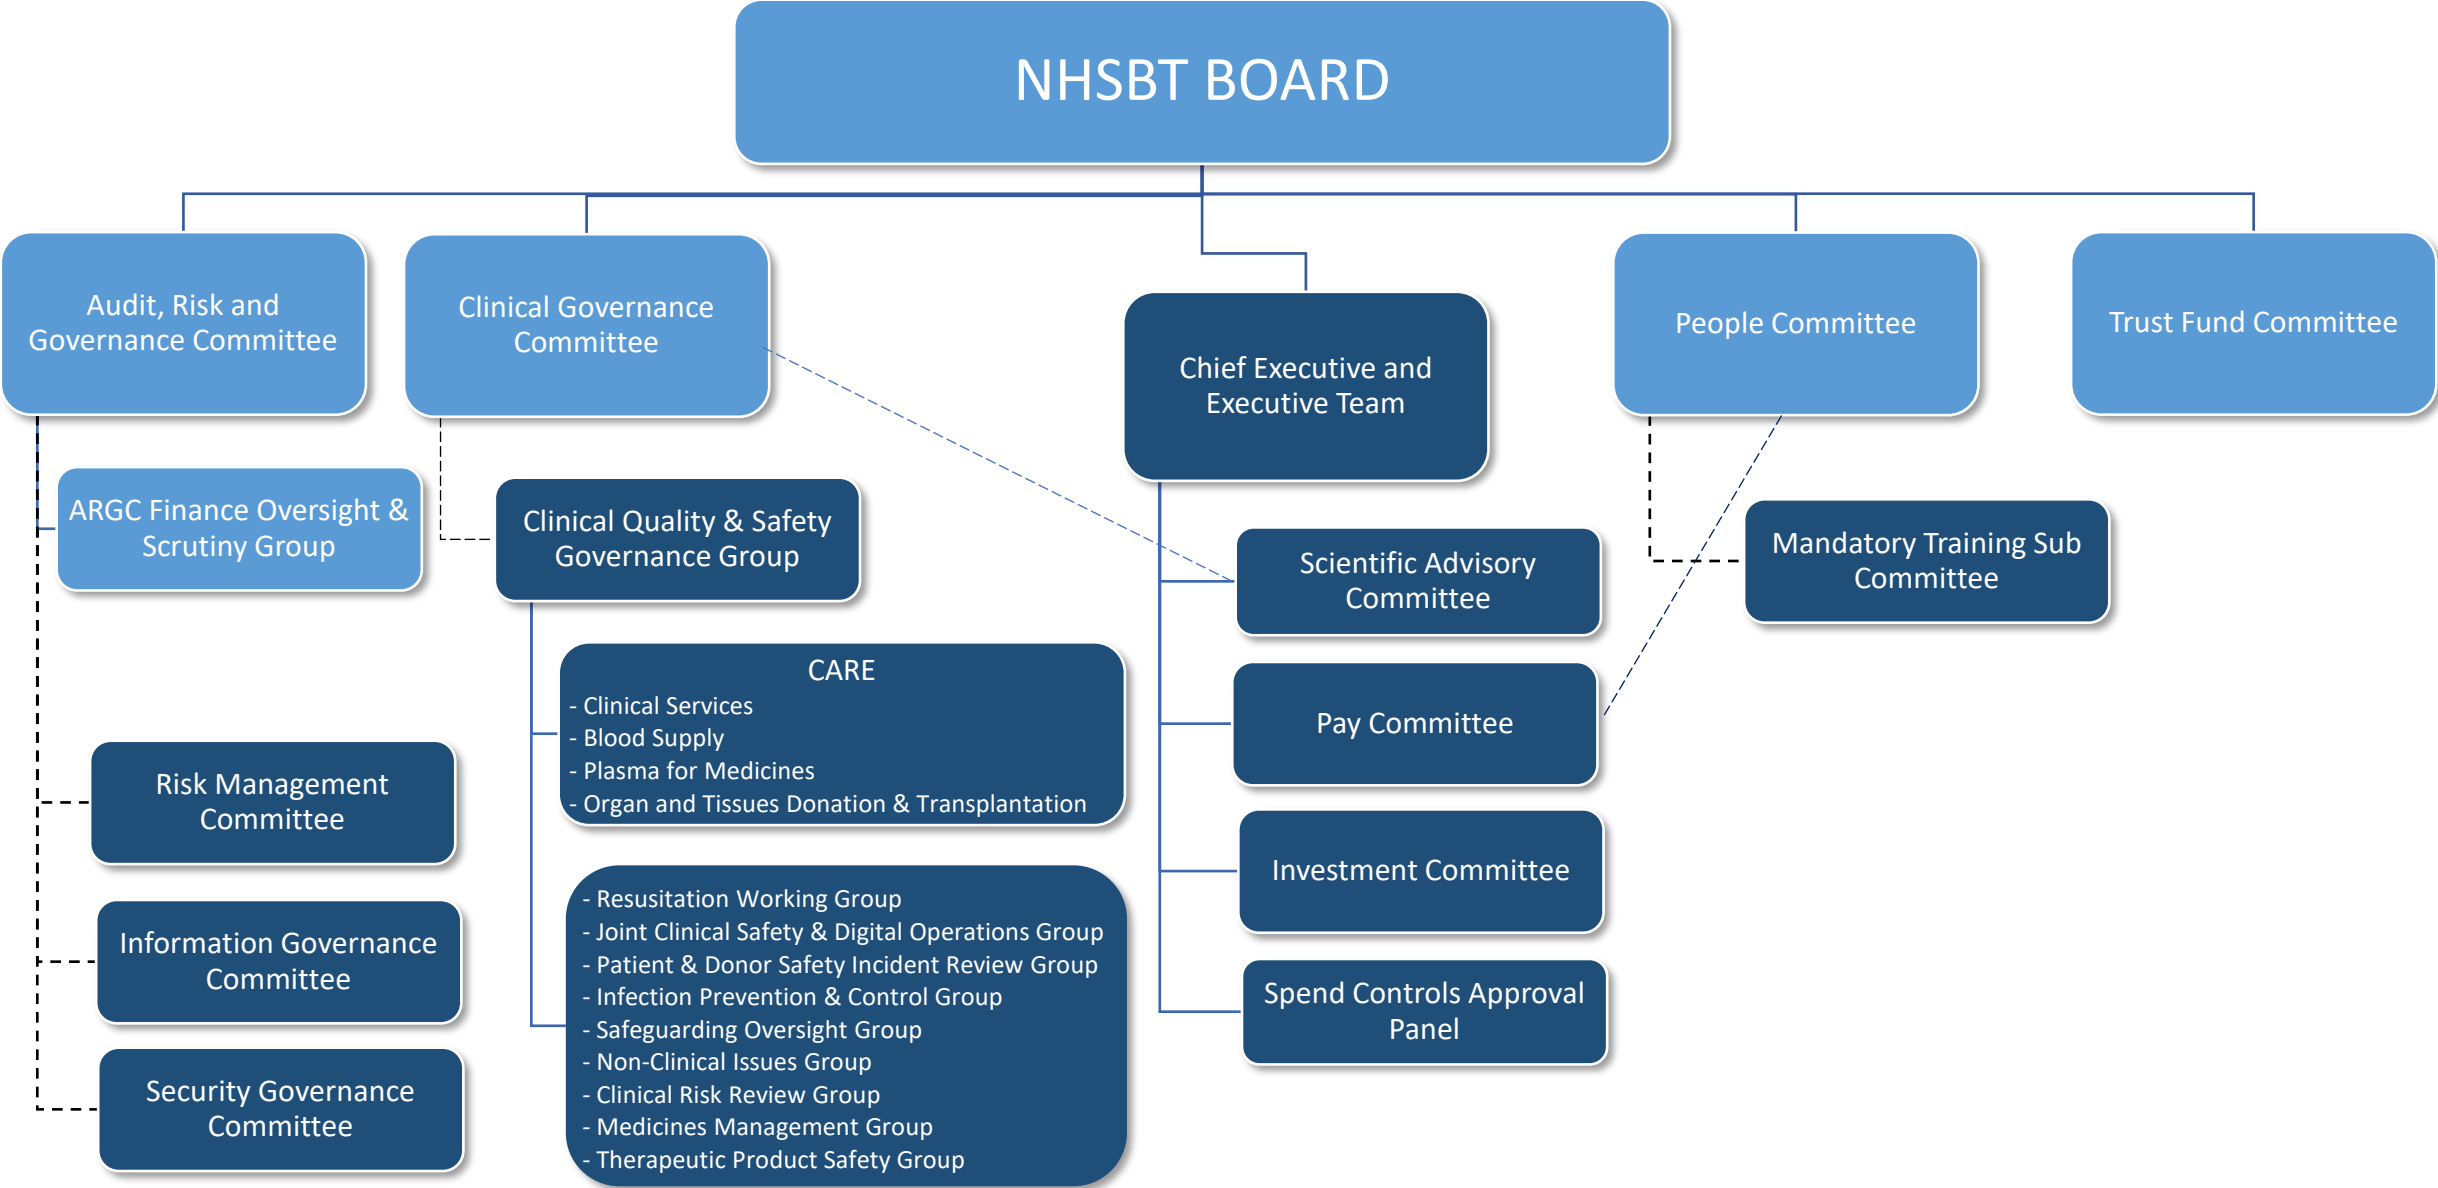 NHSBT BOARD
Audit, Risk and
Governance Committee
Clinical Governance
Committee
Chief Executive and
Executive Team
People Committee
Trust Fund Committee
ARGC Finance Oversight &
Scrutiny Group
Clinical Quality & Safety
Governance Group
Scientific Advisory
Committee
Mandatory Training Sub
Committee
CARE
- Clinical Services
- Blood Supply
- Plasma for Medicines
- Organ and Tissues Donation & Transplantation
Pay Committee
Risk Management
Committee
Investment Committee
- Resusitation Working Group
- Joint Clinical Safety & Digital Operations Group
- Patient & Donor Safety Incident Review Group
- Infection Prevention & Control Group
- Safeguarding Oversight Group
- Non-Clinical Issues Group
- Clinical Risk Review Group
- Medicines Management Group
- Therapeutic Product Safety Group
Information Governance
Committee
Spend Controls Approval
Panel
Security Governance
Committee